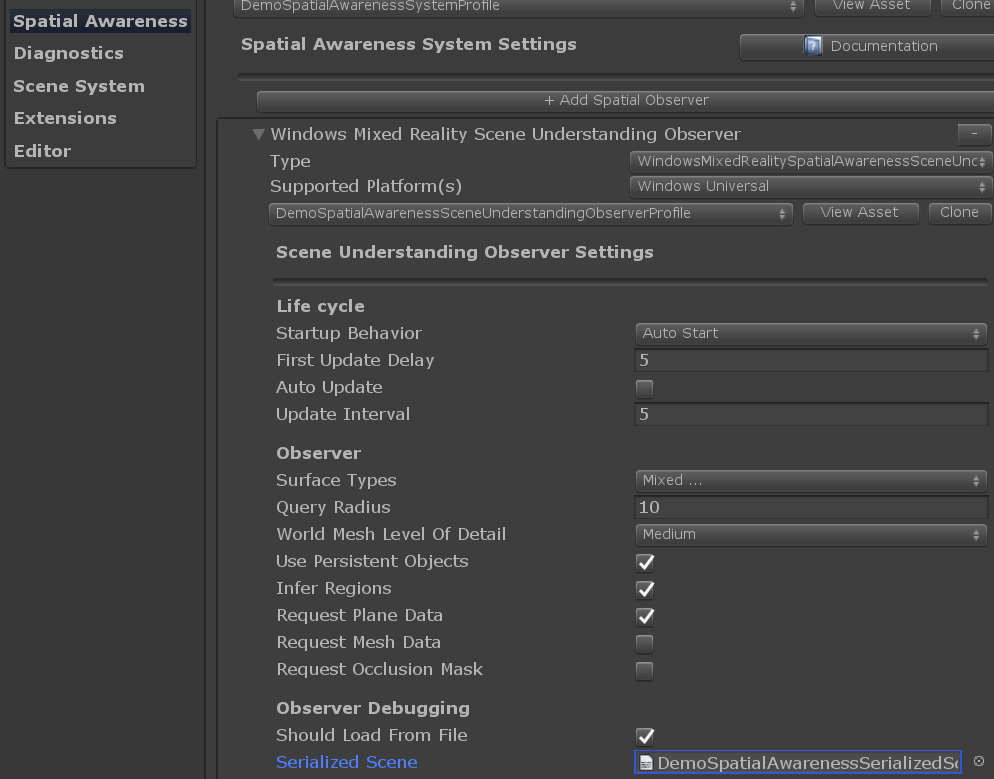 DemoSpatialAwarenessSystemProfile View Asset Clone
Spatial Awareness
Spatial Awareness System Settings Documentation
Diagnostics
Scene System
+ Add Spatial Observer
Extensions
Windows Mixed Reality Scene Understanding Observer -
Editor
Type WindowsMixedRealitySpatialAwarenessSceneUnd
Supported Platform(s) Windows Universal
DemoSpatialAwarenessSceneUnderstandingObserverProfile View Asset Clone
Scene Understanding Observer Settings
Life cycle
Startup Behavior Auto Start
First Update Delay 5
Auto Update
Update Interval 5
Observer
Surface Types Mixed ...
Query Radius 10
World Mesh Level Of Detail Medium
Use Persistent Objects
Infer Regions
Request Plane Data
Request Mesh Data
Request Occlusion Mask
Observer Debugging
Should Load From File
Serialized Scene DemoSpatialAwarenessSerializedSc